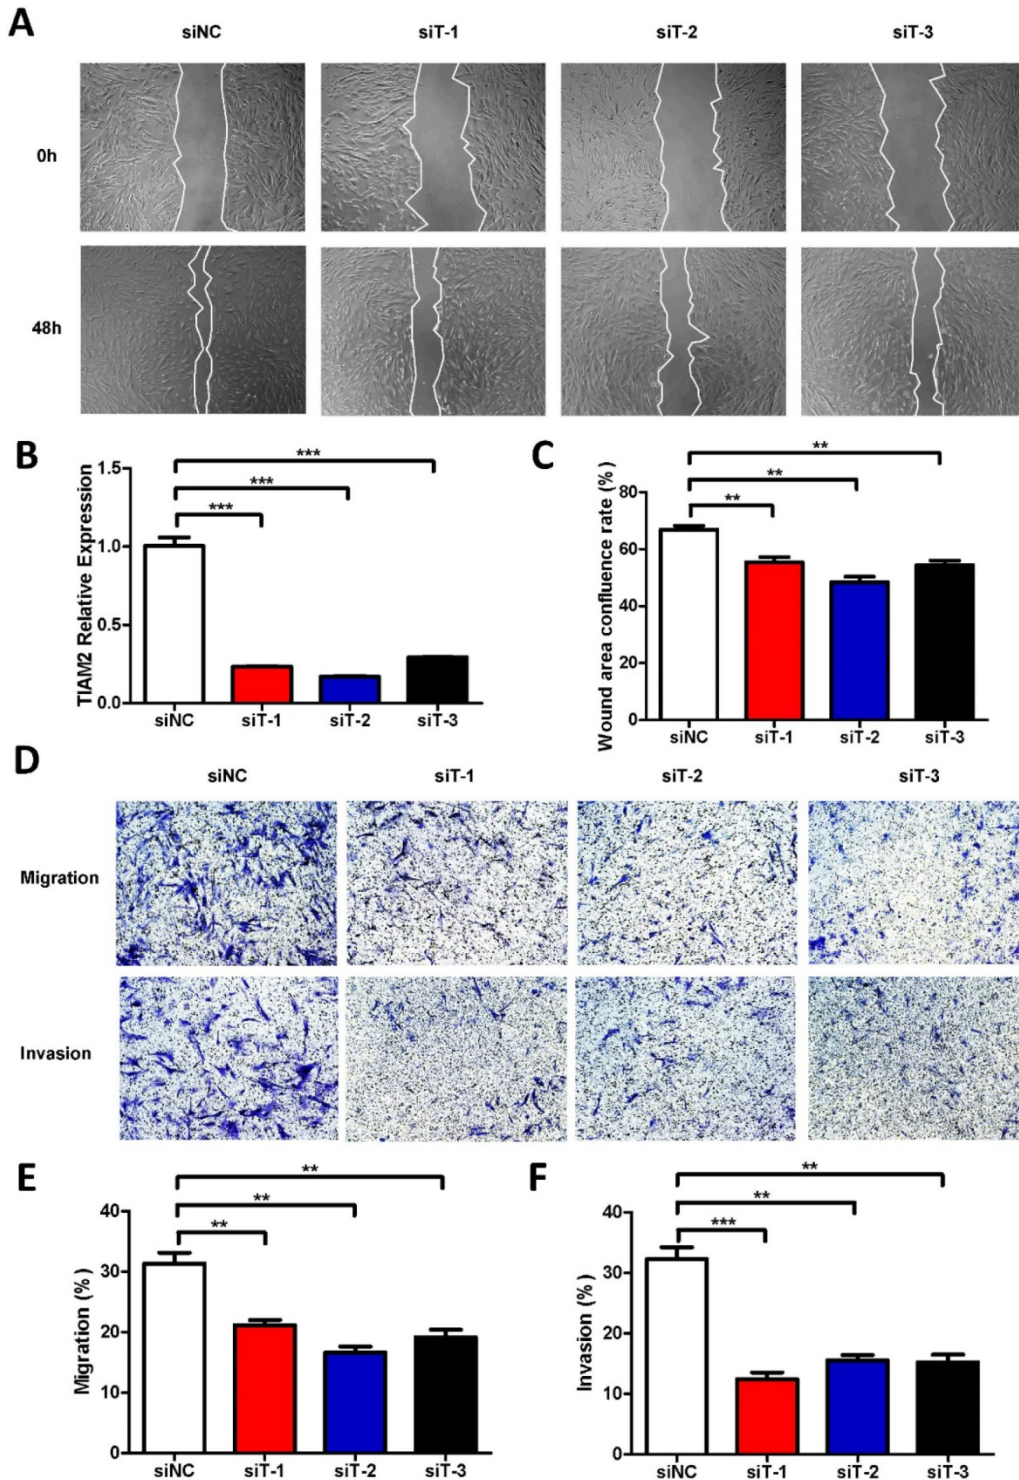 A
siNC siT-1 siT-2 siT-3
0h
48h
B
TIAM2 Relative Expression
1.5
1.0
0.5
0.0
***
***
***
siNC siT-1 siT-2 siT-3
C
Wound area confluence rate (%)
80
60
40
20
0
**
**
**
siNC siT-1 siT-2 siT-3
D
siNC siT-1 siT-2 siT-3
Migration
Invasion
E
Migration (%)
40
30
20
10
0
**
**
**
siNC siT-1 siT-2 siT-3
F
Invasion (%)
40
30
20
10
0
**
**
***
siNC siT-1 siT-2 siT-3